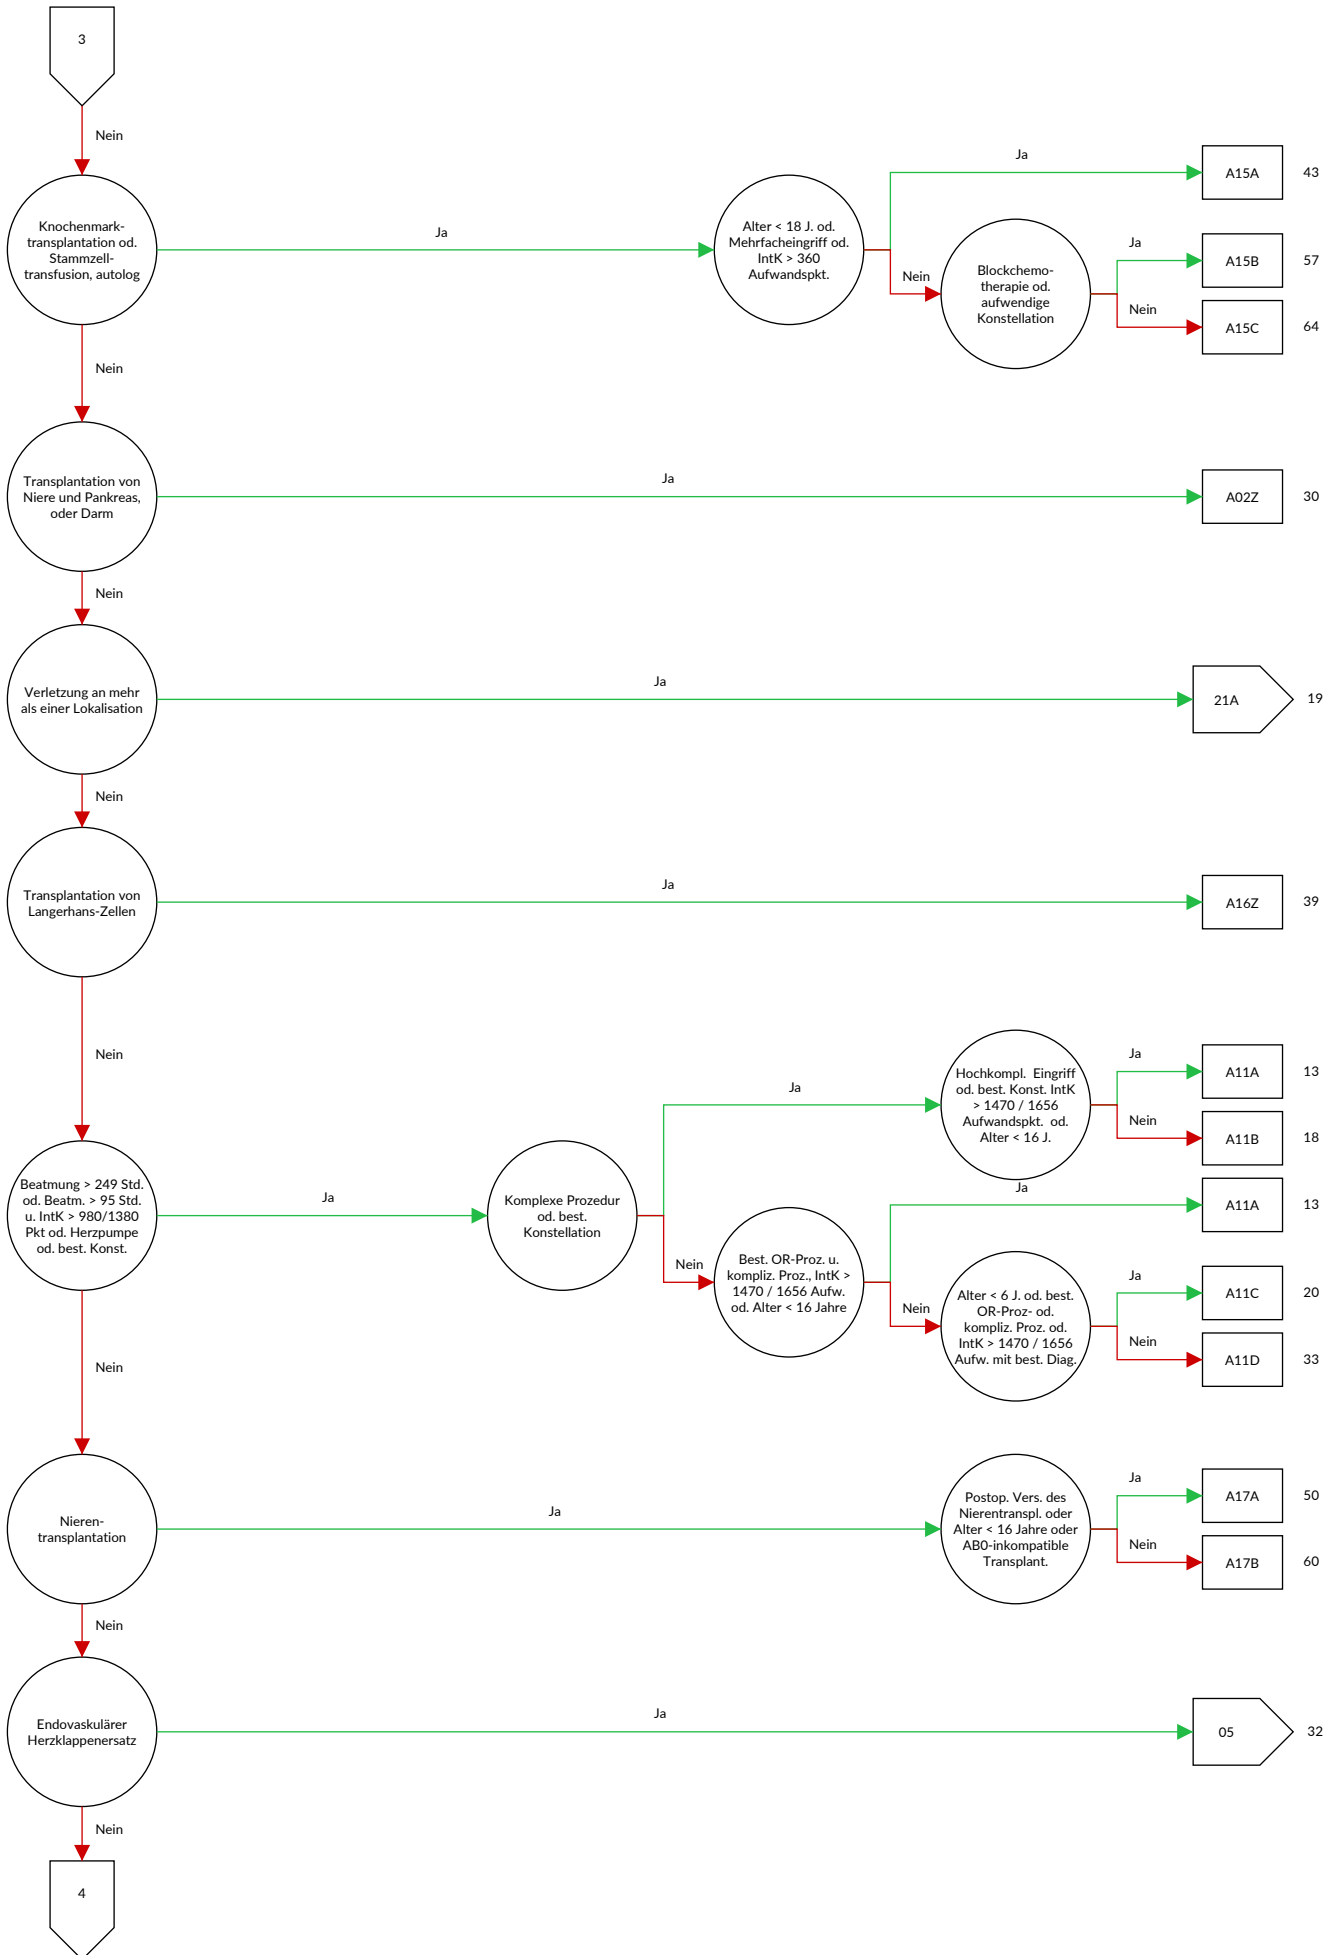 3
Nein
Knochenmark-
transplantation od.
Stammzell-
transfusion, autolog
Ja
Alter < 18 J. od.
Mehrfacheingriff od.
IntK > 360
Aufwandspkt.
Ja
A15A
43
Nein
Blockchemo-
therapie od.
aufwendige
Konstellation
Ja
A15B
57
Nein
A15C
64
Nein
Transplantation von
Niere und Pankreas,
oder Darm
Ja
A02Z
30
Nein
Verletzung an mehr
als einer Lokalisation
Ja
21A
19
Nein
Transplantation von
Langerhans-Zellen
Ja
A16Z
39
Nein
Beatmung > 249 Std.
od. Beatm. > 95 Std.
u. IntK > 980/1380
Pkt od. Herzpumpe
od. best. Konst.
Ja
Komplexe Prozedur
od. best.
Konstellation
Ja
Hochkompl. Eingriff
od. best. Konst. IntK
> 1470 / 1656
Aufwandspkt. od.
Alter < 16 J.
Ja
A11A
13
Nein
A11B
18
Nein
Best. OR-Proz. u.
kompliz. Proz., IntK >
1470 / 1656 Aufw.
od. Alter < 16 Jahre
Ja
A11A
13
Nein
Alter < 6 J. od. best.
OR-Proz- od.
kompliz. Proz. od.
IntK > 1470 / 1656
Aufw. mit best. Diag.
Ja
A11C
20
Nein
A11D
33
Nein
Nieren-
transplantation
Ja
Postop. Vers. des
Nierentranspl. oder
Alter < 16 Jahre oder
AB0-inkompatible
Transplant.
Ja
A17A
50
Nein
A17B
60
Nein
Endovaskulärer
Herzklappenersatz
Ja
05
32
Nein
4